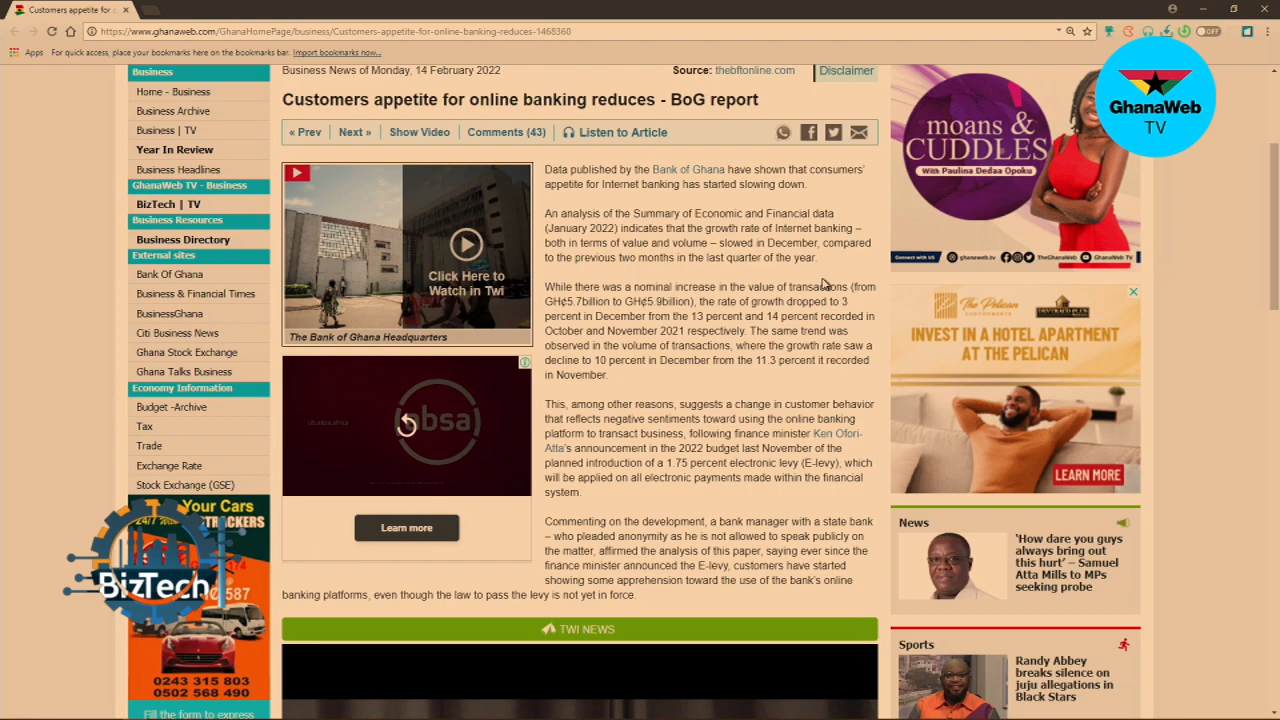 Customers appetite for o
https://www.ghanaweb.com/GhanaHomePage/business/Customers-appetite-for-online-banking-reduces-1468360
OFF
Apps
For quick access, place your bookmarks here on the bookmarks bar. Import bookmarks now...
Business
Home - Business
Business Archive
Business | TV
Year In Review
Business Headlines
GhanaWeb TV - Business
BizTech | TV
Business Resources
Business Directory
External sites
Bank Of Ghana
Business & Financial Times
BusinessGhana
Citi Business News
Ghana Stock Exchange
Ghana Talks Business
Economy Information
Budget -Archive
Tax
Trade
Exchange Rate
Stock Exchange (GSE)
Your Cars
24/7
TRACKERS
BizTech
0243 315 803
0502 568 490
Fill the form to express
Business News of Monday, 14 February 2022
Source: thebftonline.com
Disclaimer
Customers appetite for online banking reduces - BoG report
« Prev
Next »
Show Video
Comments (43)
Listen to Article
Click Here to
Watch in Twi
The Bank of Ghana Headquarters
absa
Learn more
Data published by the Bank of Ghana have shown that consumers'
appetite for Internet banking has started slowing down.
An analysis of the Summary of Economic and Financial data
(January 2022) indicates that the growth rate of Internet banking –
both in terms of value and volume – slowed in December, compared
to the previous two months in the last quarter of the year.
While there was a nominal increase in the value of transactions (from
GH¢5.7billion to GH¢5.9billion), the rate of growth dropped to 3
percent in December from the 13 percent and 14 percent recorded in
October and November 2021 respectively. The same trend was
observed in the volume of transactions, where the growth rate saw a
decline to 10 percent in December from the 11.3 percent it recorded
in November.
This, among other reasons, suggests a change in customer behavior
that reflects negative sentiments toward using the online banking
platform to transact business, following finance minister Ken Ofori-
Atta's announcement in the 2022 budget last November of the
planned introduction of a 1.75 percent electronic levy (E-levy), which
will be applied on all electronic payments made within the financial
system.
Commenting on the development, a bank manager with a state bank
– who pleaded anonymity as he is not allowed to speak publicly on
the matter, affirmed the analysis of this paper, saying ever since the
finance minister announced the E-levy, customers have started
showing some apprehension toward the use of the bank's online
banking platforms, even though the law to pass the levy is not yet in force.
TWI NEWS
GhanaWeb
TV
moans &
CUDDLES
With Paulina Dedaa Opoku
Connect with US
ghanaweb.tv
TheGhanaWeb
GhanaWeb TV
The Pelican
DEVTRACO PLUS
INVEST IN A HOTEL APARTMENT
AT THE PELICAN
LEARN MORE
News
'How dare you guys
always bring out
this hurt' – Samuel
Atta Mills to MPs
seeking probe
Sports
Randy Abbey
breaks silence on
juju allegations in
Black Stars